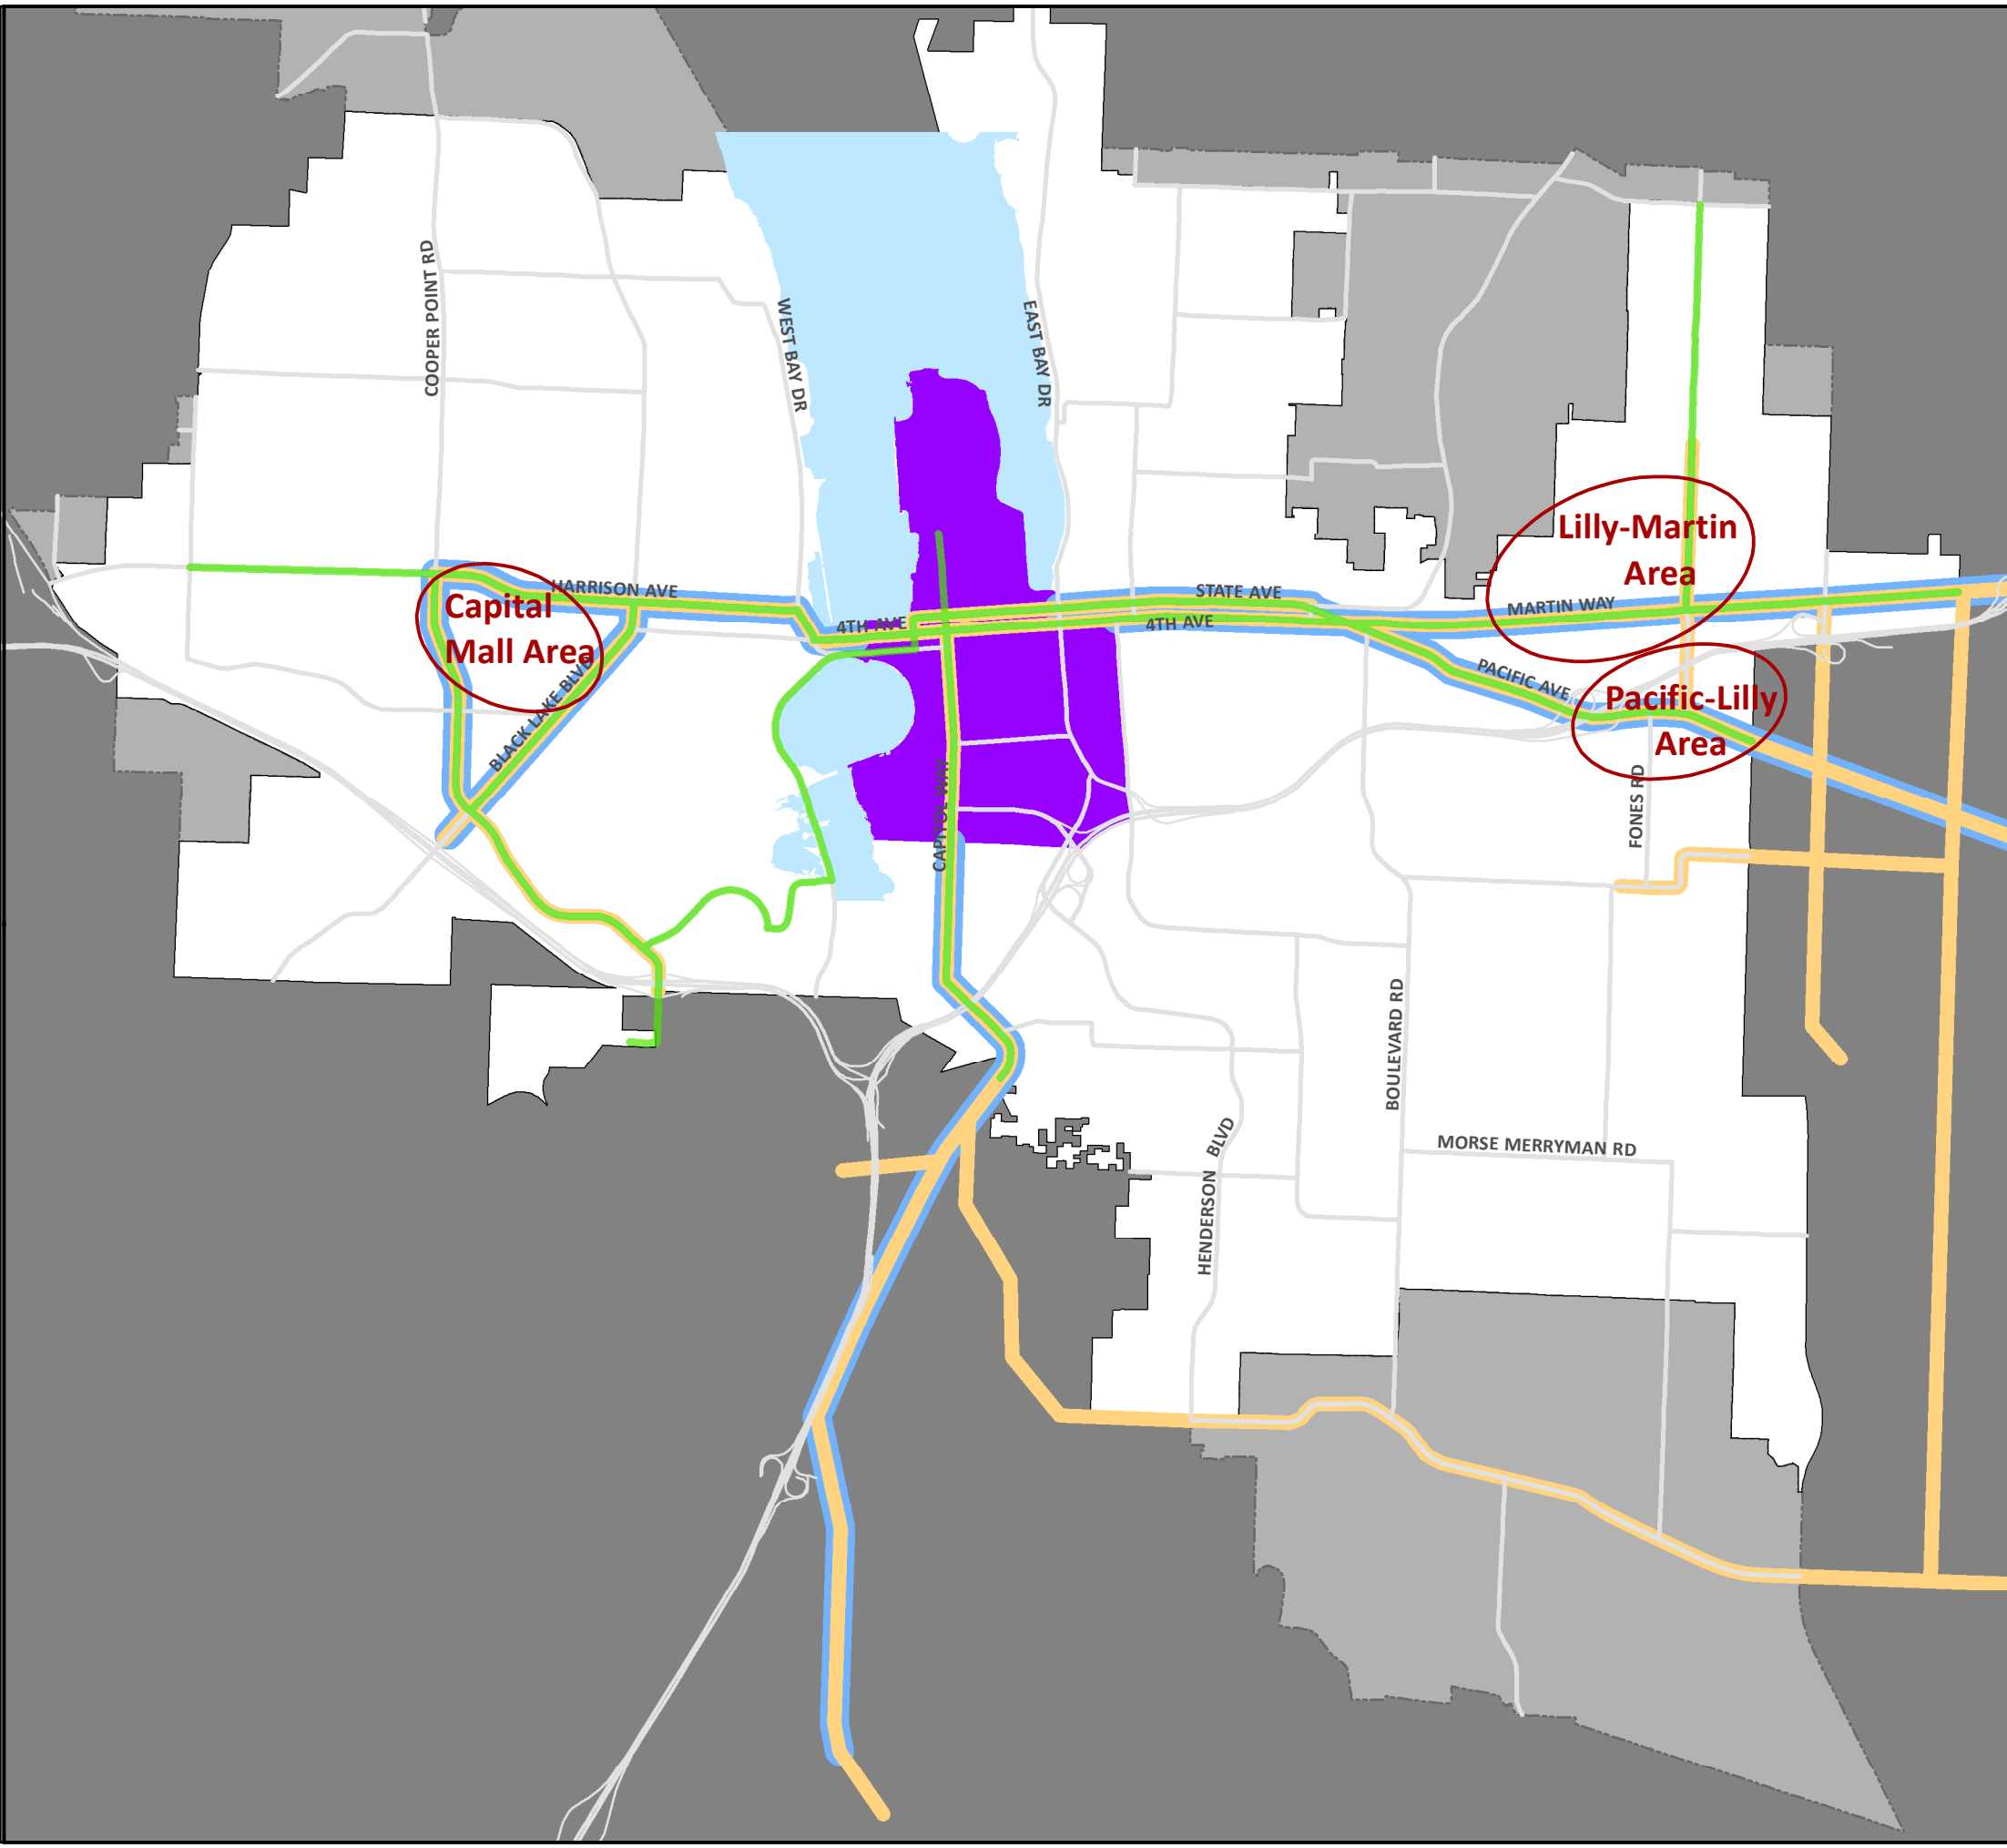 COOPER POINT RD
WEST BAY DR
EAST BAY DR
Lilly-Martin
Area
HARRISON AVE
STATE AVE
Capital
Mall Area
4TH AVE
4TH AVE
MARTIN WAY
BLACK LAKE BLVD
PACIFIC AVE
Pacific-Lilly
Area
CAPITOL WAY
FONES RD
BOULEVARD RD
HENDERSON BLVD
MORSE MERRYMAN RD